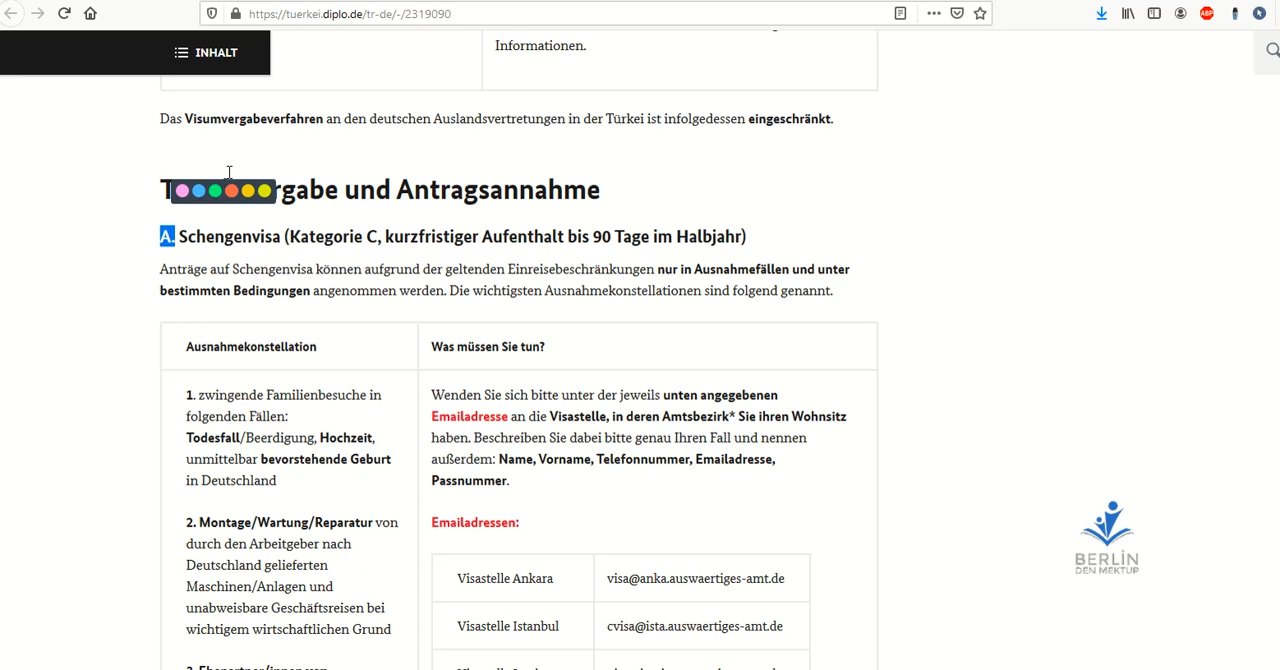 https://tuerkei.diplo.de/tr-de/-/2319090
ABP
INHALT
Informationen.
Das Visumvergabeverfahren an den deutschen Auslandsvertretungen in der Türkei ist infolgedessen eingeschränkt.
rgabe und Antragsannahme
A. Schengenvisa (Kategorie C, kurzfristiger Aufenthalt bis 90 Tage im Halbjahr)
Anträge auf Schengenvisa können aufgrund der geltenden Einreisebeschränkungen nur in Ausnahmefällen und unter
bestimmten Bedingungen angenommen werden. Die wichtigsten Ausnahmekonstellationen sind folgend genannt.
Ausnahmekonstellation
Was müssen Sie tun?
1. zwingende Familienbesuche in
folgenden Fällen:
Todesfall/Beerdigung, Hochzeit,
unmittelbar bevorstehende Geburt
in Deutschland
2. Montage/Wartung/Reparatur von
durch den Arbeitgeber nach
Deutschland gelieferten
Maschinen/Anlagen und
unabweisbare Geschäftsreisen bei
wichtigem wirtschaftlichen Grund
Wenden Sie sich bitte unter der jeweils unten angegebenen
Emailadresse an die Visastelle, in deren Amtsbezirk* Sie ihren Wohnsitz
haben. Beschreiben Sie dabei bitte genau Ihren Fall und nennen
außerdem: Name, Vorname, Telefonnummer, Emailadresse,
Passnummer.
Emailadressen:
Visastelle Ankara visa@anka.auswaertiges-amt.de
Visastelle Istanbul cvisa@ista.auswaertiges-amt.de
BERLİN
DEN MEKTUP